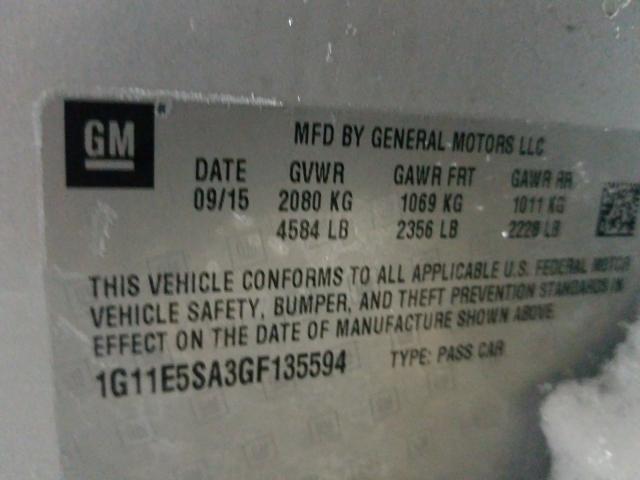 GM
MFD BY GENERAL MOTORS LLC
DATE GVWR GAWR FRT GAWR RR
09/15 2080 KG 1069 KG 1011 KG
4584 LB 2356 LB 2228 LB
THIS VEHICLE CONFORMS TO ALL APPLICABLE U.S. FEDERAL MOTOR
VEHICLE SAFETY, BUMPER, AND THEFT PREVENTION STANDARDS IN
EFFECT ON THE DATE OF MANUFACTURE SHOWN ABOVE.
1G11E5SA3GF135594 TYPE: PASS CAR